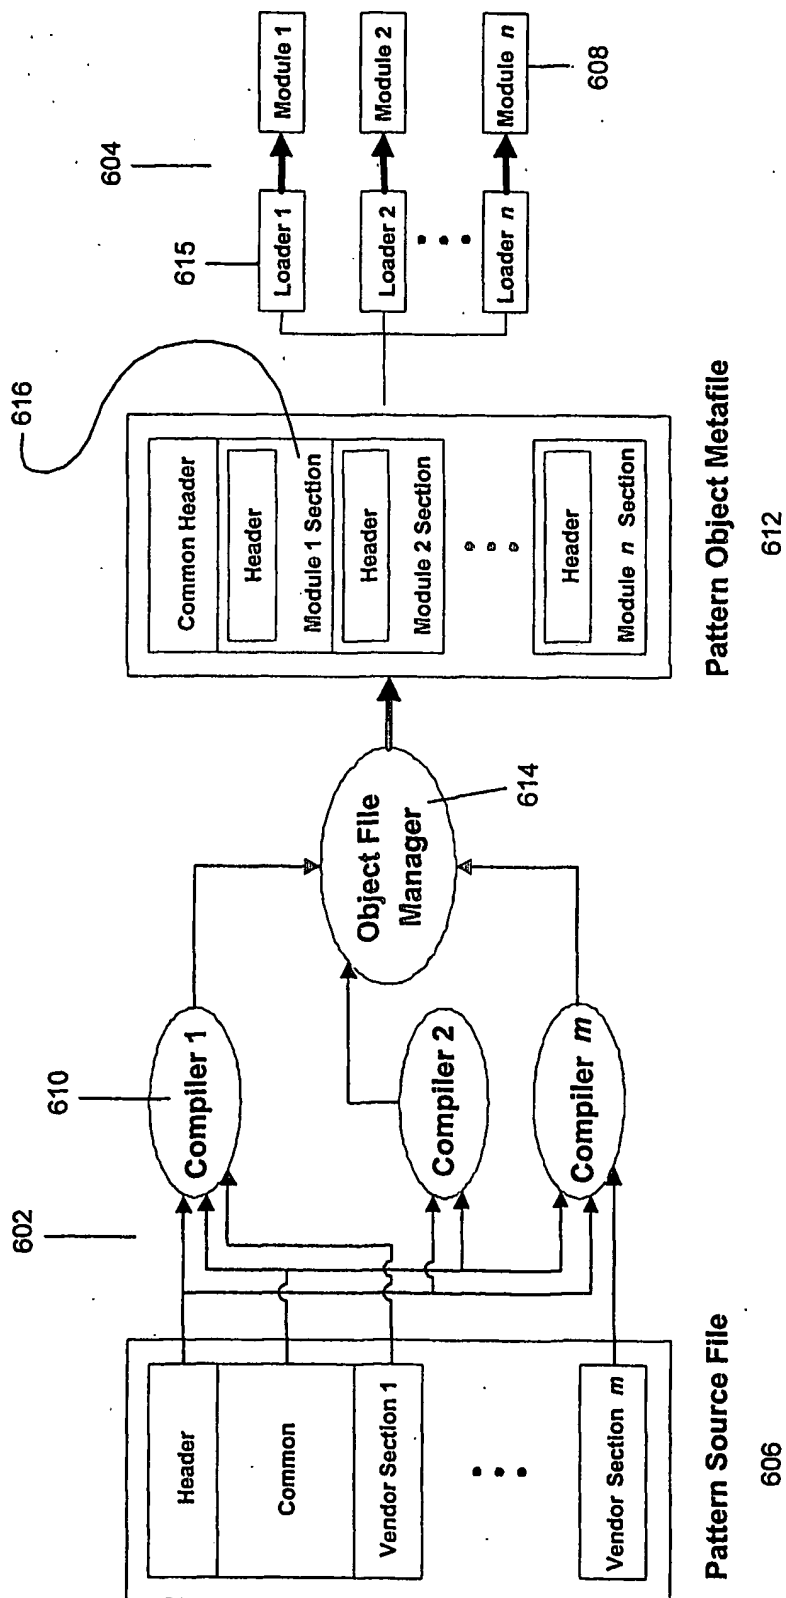 Header
Common
Vendor Section 1
Vendor Section m
Pattern Source File
606
602
610
Compiler 1
Compiler 2
Compiler m
Object File
Manager
614
616
Common Header
Header
Module 1 Section
Header
Module 2 Section
Header
Module n Section
Pattern Object Metafile
612
615
604
Loader 1
Module 1
Loader 2
Module 2
Loader n
Module n
608